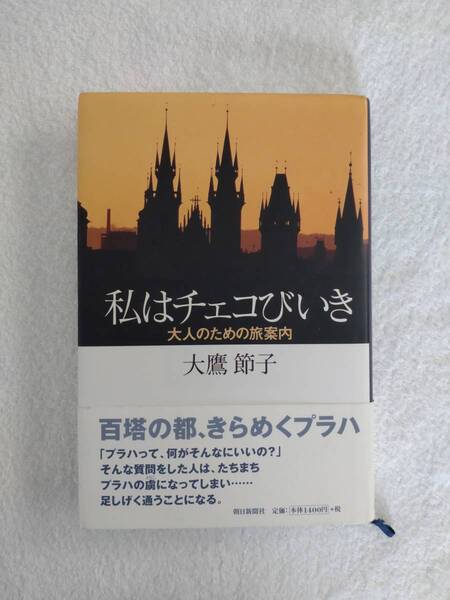 私はチェコびいき
大人のための旅案内
大鷹 節子
百塔の都、きらめくプラハ
「プラハって、何がそんなにいいの？」
そんな質問をした人は、たちまち
プラハの虜になってしまい……
足しげく通うことになる。
朝日新聞社 定価：本体1400円+税